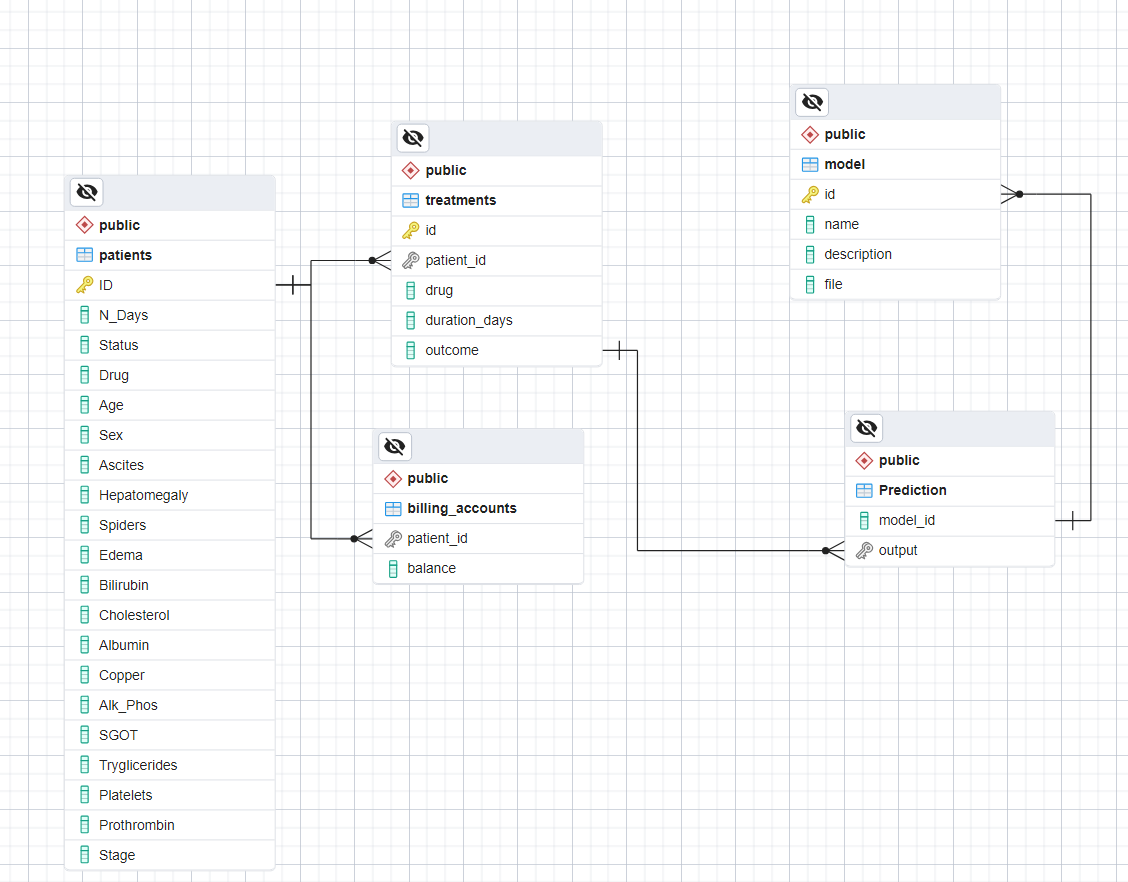 public
patients
ID
N_Days
Status
Drug
Age
Sex
Ascites
Hepatomegaly
Spiders
Edema
Bilirubin
Cholesterol
Albumin
Copper
Alk_Phos
SGOT
Tryglicerides
Platelets
Prothrombin
Stage
public
treatments
id
patient_id
drug
duration_days
outcome
public
billing_accounts
patient_id
balance
public
model
id
name
description
file
public
Prediction
model_id
output